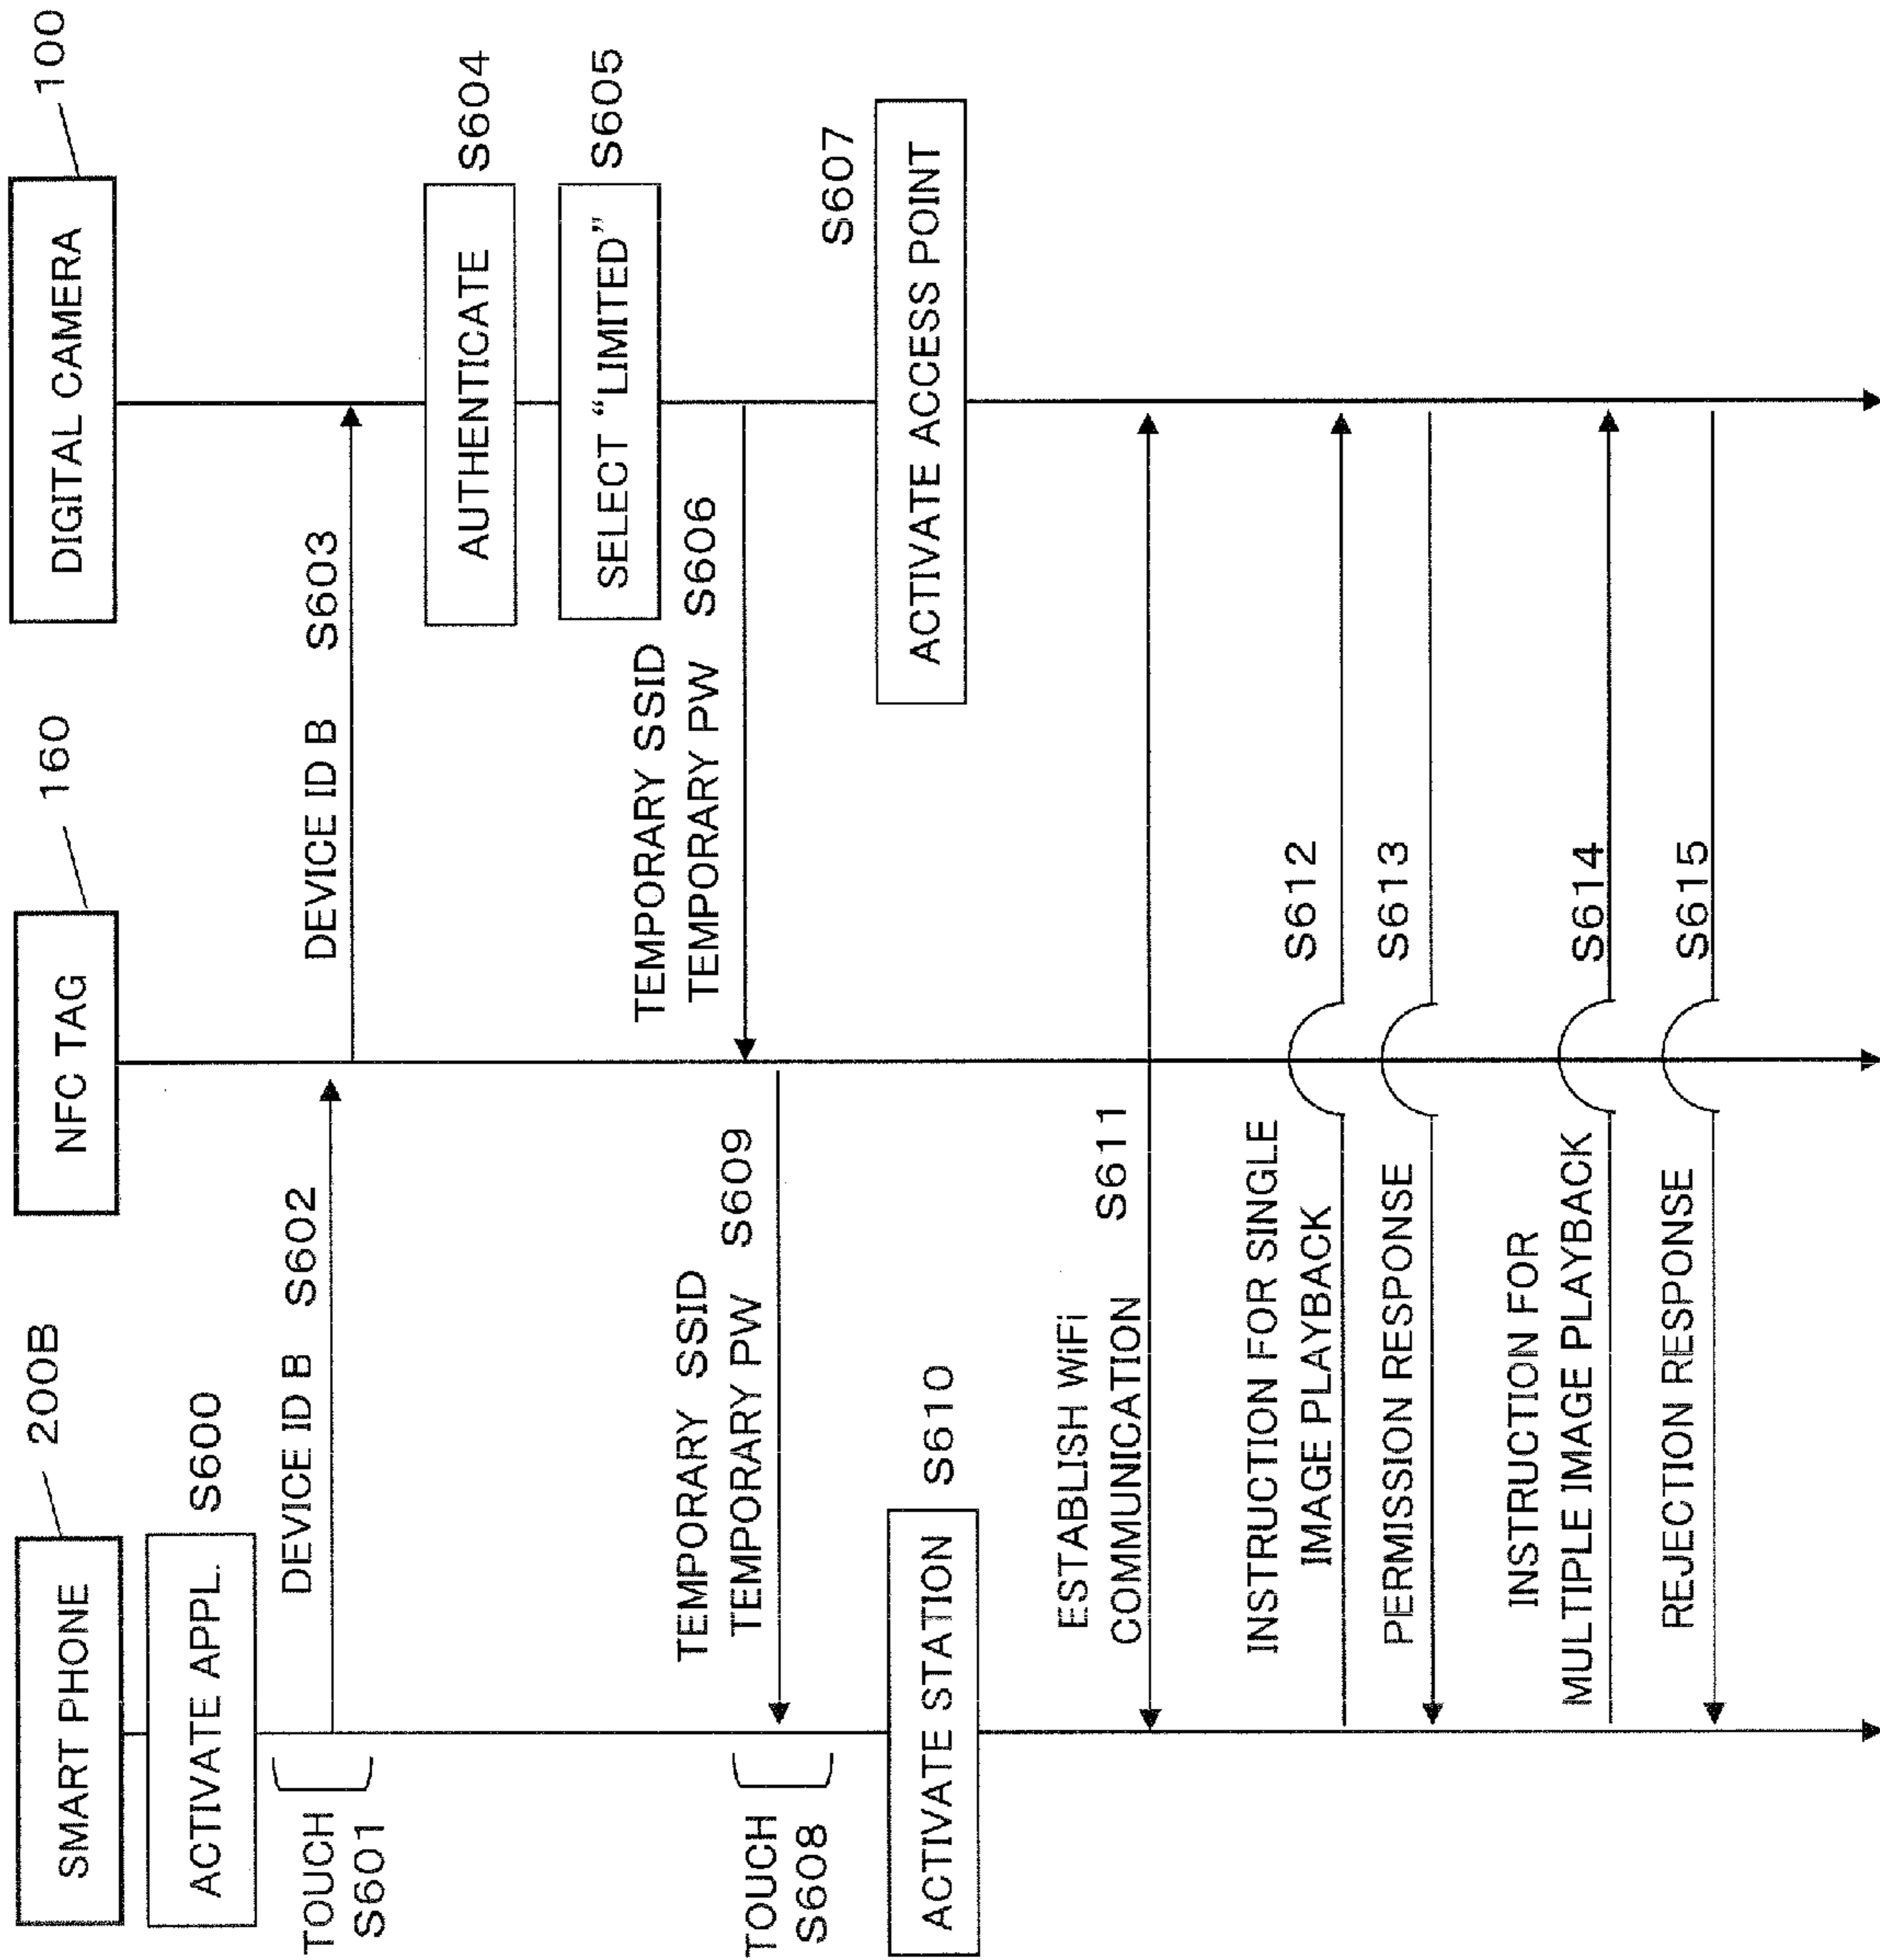 SMART PHONE
200B
NFC TAG
160
DIGITAL CAMERA
100
ACTIVATE APPL.
S600
TOUCH
S601
DEVICE ID B S602
DEVICE ID B S603
AUTHENTICATE
S604
SELECT “LIMITED”
S605
TEMPORARY SSID
TEMPORARY PW S606
ACTIVATE ACCESS POINT
S607
TOUCH
S608
TEMPORARY SSID
TEMPORARY PW S609
ACTIVATE STATION
S610
ESTABLISH WiFi
COMMUNICATION
S611
INSTRUCTION FOR SINGLE
IMAGE PLAYBACK
S612
PERMISSION RESPONSE
S613
INSTRUCTION FOR
MULTIPLE IMAGE PLAYBACK
S614
REJECTION RESPONSE
S615